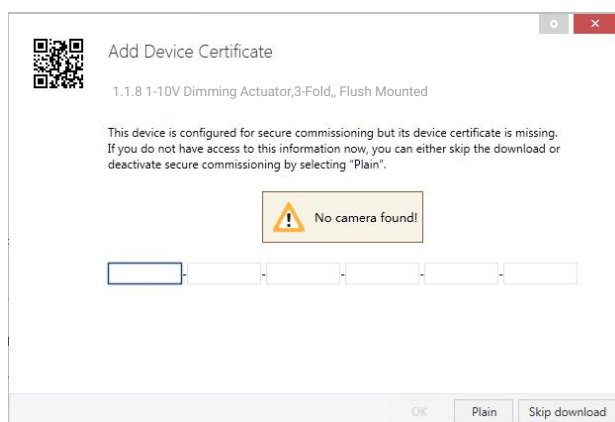 Add Device Certificate
1.1.8 1-10V Dimming Actuator,3-Fold,, Flush Mounted
This device is configured for secure commissioning but its device certificate is missing.
If you do not have access to this information now, you can either skip the download or
deactivate secure commissioning by selecting "Plain".
No camera found!
- - - - -
OK Plain Skip download